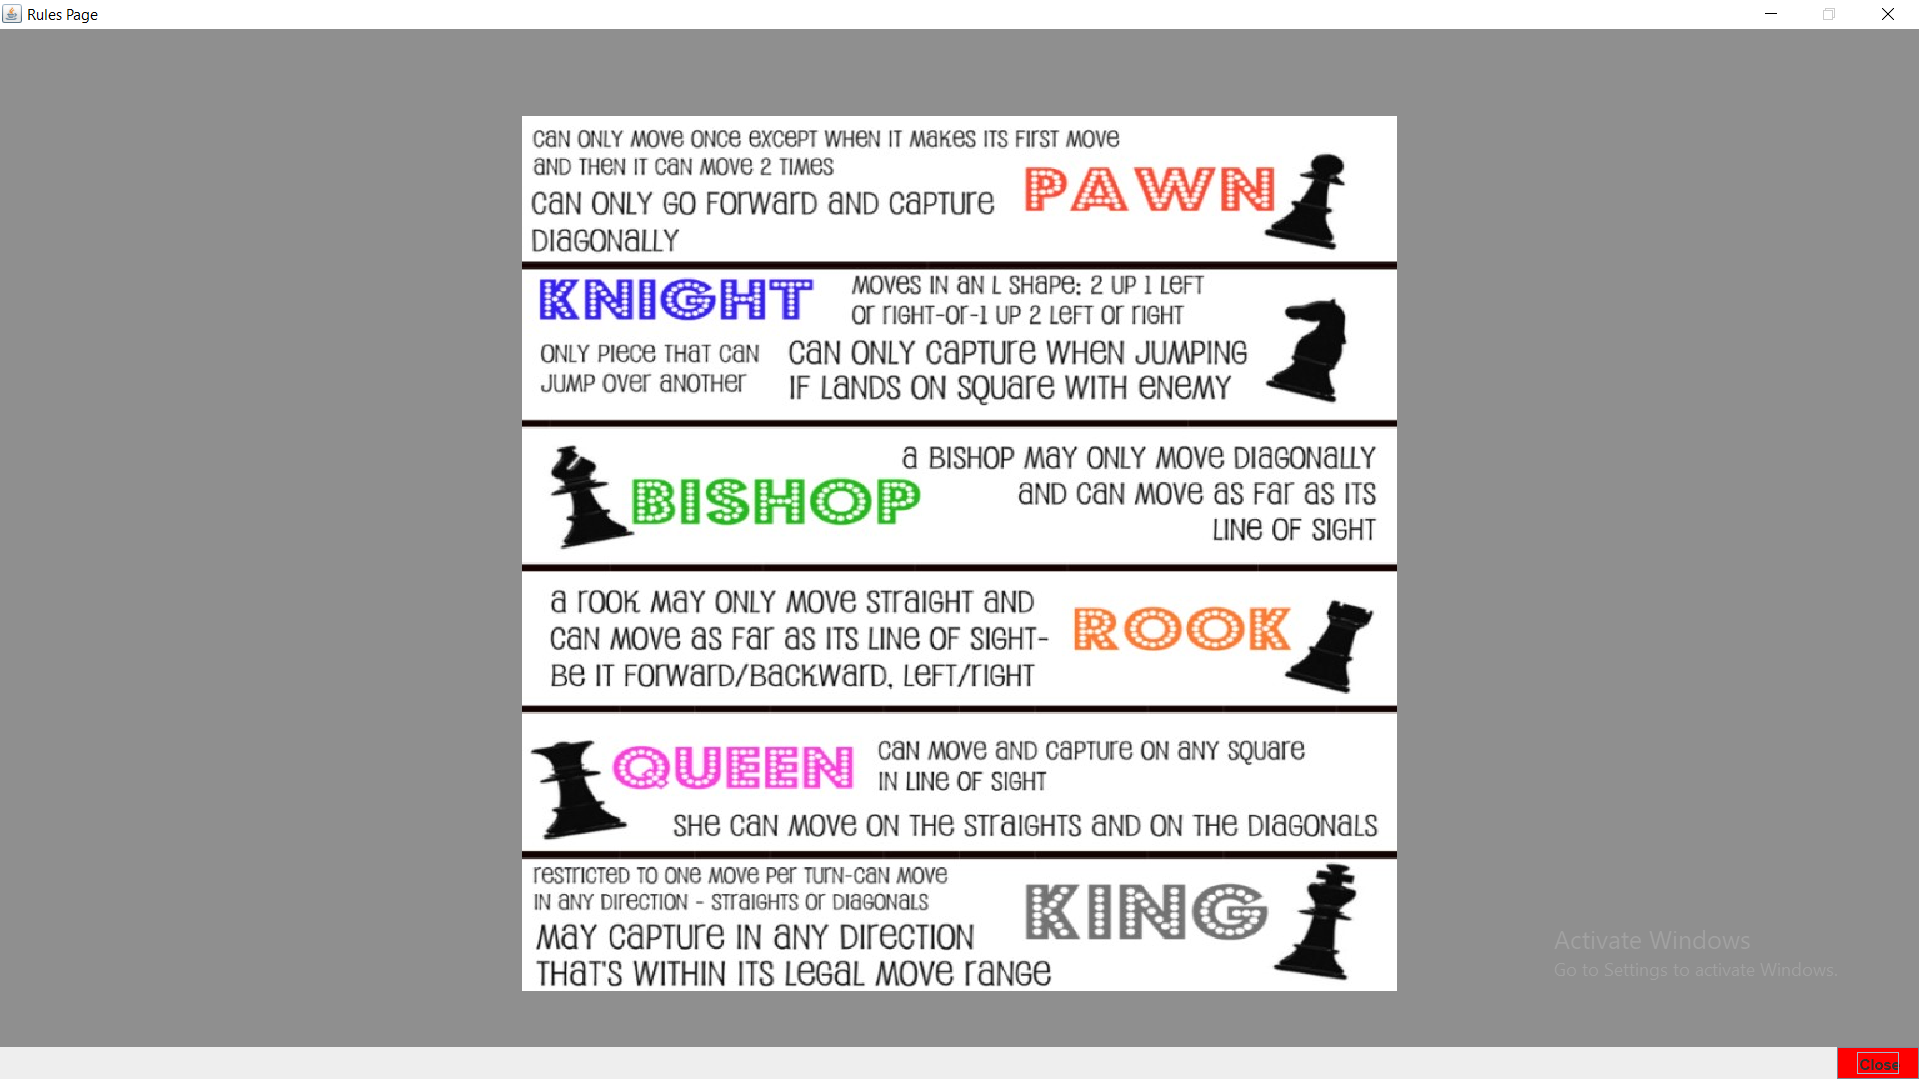 Rules Page
CAN ONLY MOVE ONCE EXCEPT WHEN IT MAKES ITS FIRST MOVE
AND THEN IT CAN MOVE 2 TIMES
CAN ONLY GO FORWARD AND CAPTURE
DIAGONALLY
PAWN
KNIGHT
MOVES IN AN L SHAPE: 2 UP 1 LEFT
OR RIGHT-OR-1 UP 2 LEFT OR RIGHT
ONLY PIECE THAT CAN
JUMP OVER ANOTHER
CAN ONLY CAPTURE WHEN JUMPING
IF LANDS ON SQUARE WITH ENEMY
BISHOP
A BISHOP MAY ONLY MOVE DIAGONALLY
AND CAN MOVE AS FAR AS ITS
LINE OF SIGHT
A ROOK MAY ONLY MOVE STRAIGHT AND
CAN MOVE AS FAR AS ITS LINE OF SIGHT-
BE IT FORWARD/BACKWARD, LEFT/RIGHT
ROOK
QUEEN
CAN MOVE AND CAPTURE ON ANY SQUARE
IN LINE OF SIGHT
SHE CAN MOVE ON THE STRAIGHTS AND ON THE DIAGONALS
RESTRICTED TO ONE MOVE PER TURN-CAN MOVE
IN ANY DIRECTION - STRAIGHTS OR DIAGONALS
MAY CAPTURE IN ANY DIRECTION
THAT'S WITHIN ITS LEGAL MOVE RANGE
KING
Activate Windows
Go to Settings to activate Windows.
Close